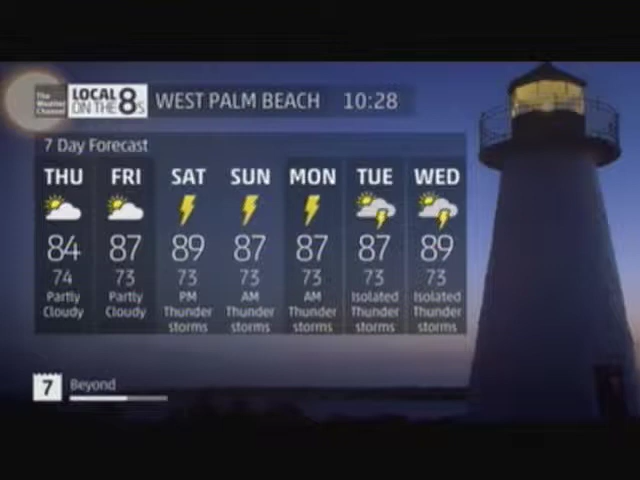 The
Weather
Channel
LOCAL
ON THE 8s
WEST PALM BEACH 10:28
7 Day Forecast
THU FRI SAT SUN MON TUE WED
84 87 89 87 87 87 89
74 73 73 73 73 73 73
Partly Partly PM AM AM Isolated Isolated
Cloudy Cloudy Thunder Thunder Thunder Thunder Thunder
storms storms storms storms storms
7 Beyond